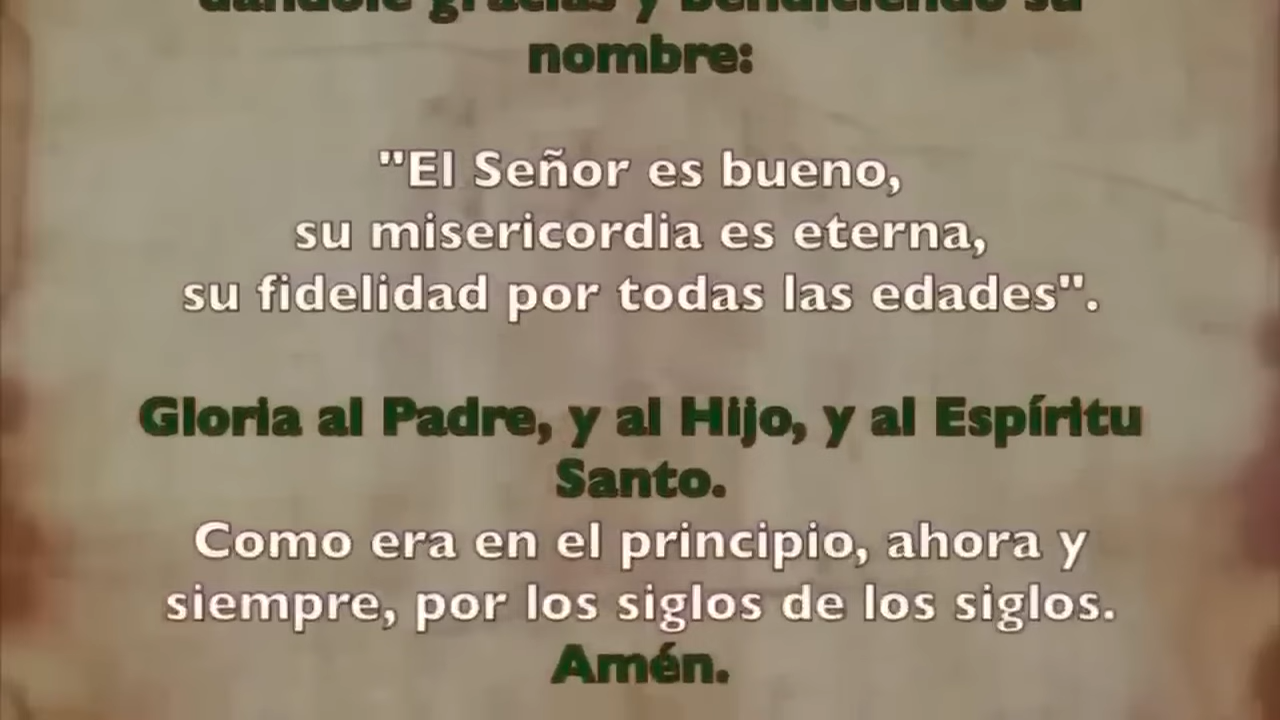 dándole gracias y bendiciendo su
nombre:
"El Señor es bueno,
su misericordia es eterna,
su fidelidad por todas las edades".
Gloria al Padre, y al Hijo, y al Espíritu
Santo.
Como era en el principio, ahora y
siempre, por los siglos de los siglos.
Amén.